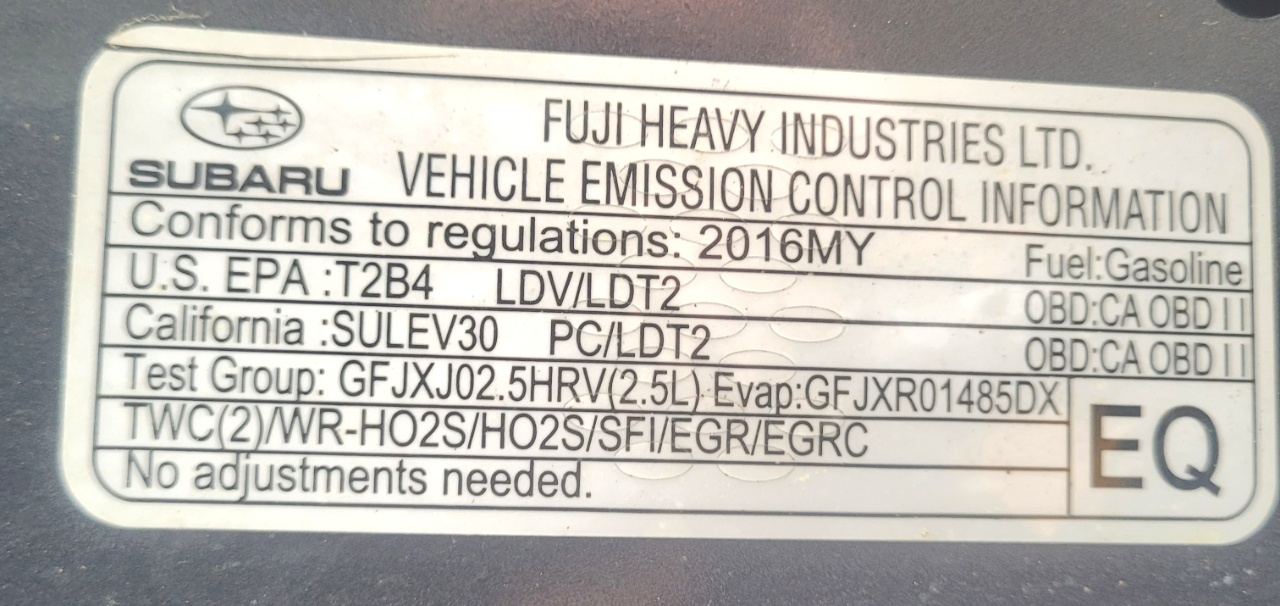 FUJI HEAVY INDUSTRIES LTD.
SUBARU VEHICLE EMISSION CONTROL INFORMATION
Conforms to regulations: 2016MY Fuel:Gasoline
U.S. EPA :T2B4 LDV/LDT2 OBD:CA OBD II
California :SULEV30 PC/LDT2 OBD:CA OBD II
Test Group: GFJXJ02.5HRV(2.5L) Evap:GFJXR01485DX
TWC(2)/WR-HO2S/HO2S/SFI/EGR/EGRC
EQ
No adjustments needed.